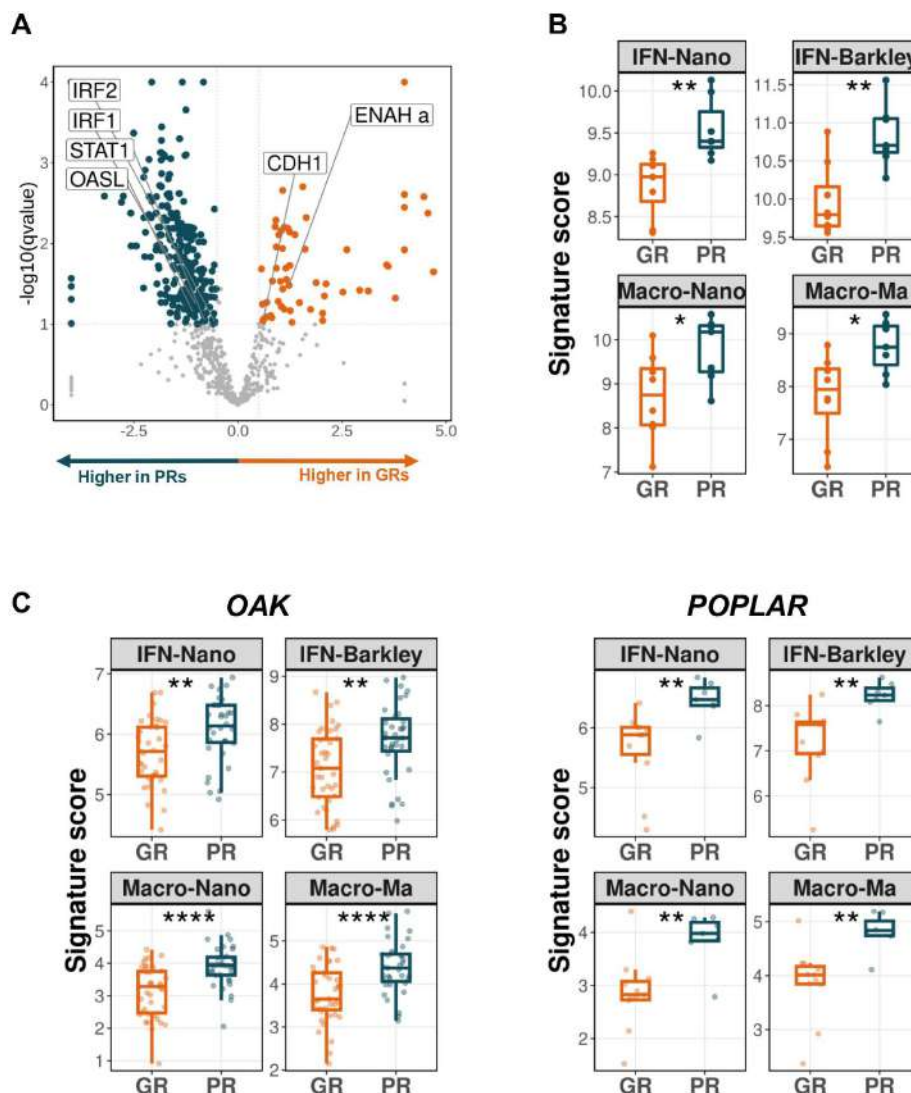 A
IRF2
IRF1
STAT1
OASL
ENAH a
CDH1
-log10(qvalue)
4
3
2
1
0
-2.5 0.0 2.5 5.0
Higher in PRs Higher in GRs
B
Signature score
IFN-Nano IFN-Barkley
** **
10.0
9.5
9.0
8.5
11.5
11.0
10.5
10.0
9.5
GR PR GR PR
Macro-Nano Macro-Ma
* *
10
9
8
7
9
8
7
GR PR GR PR
C
OAK
Signature score
IFN-Nano IFN-Barkley
** **
7
6
5
9
8
7
6
GR PR GR PR
Macro-Nano Macro-Ma
**** ****
5
4
3
2
1
5
4
3
2
GR PR GR PR
POPLAR
Signature score
IFN-Nano IFN-Barkley
** **
6
5
8
7
6
GR PR GR PR
Macro-Nano Macro-Ma
** **
4
3
2
5
4
3
GR PR GR PR